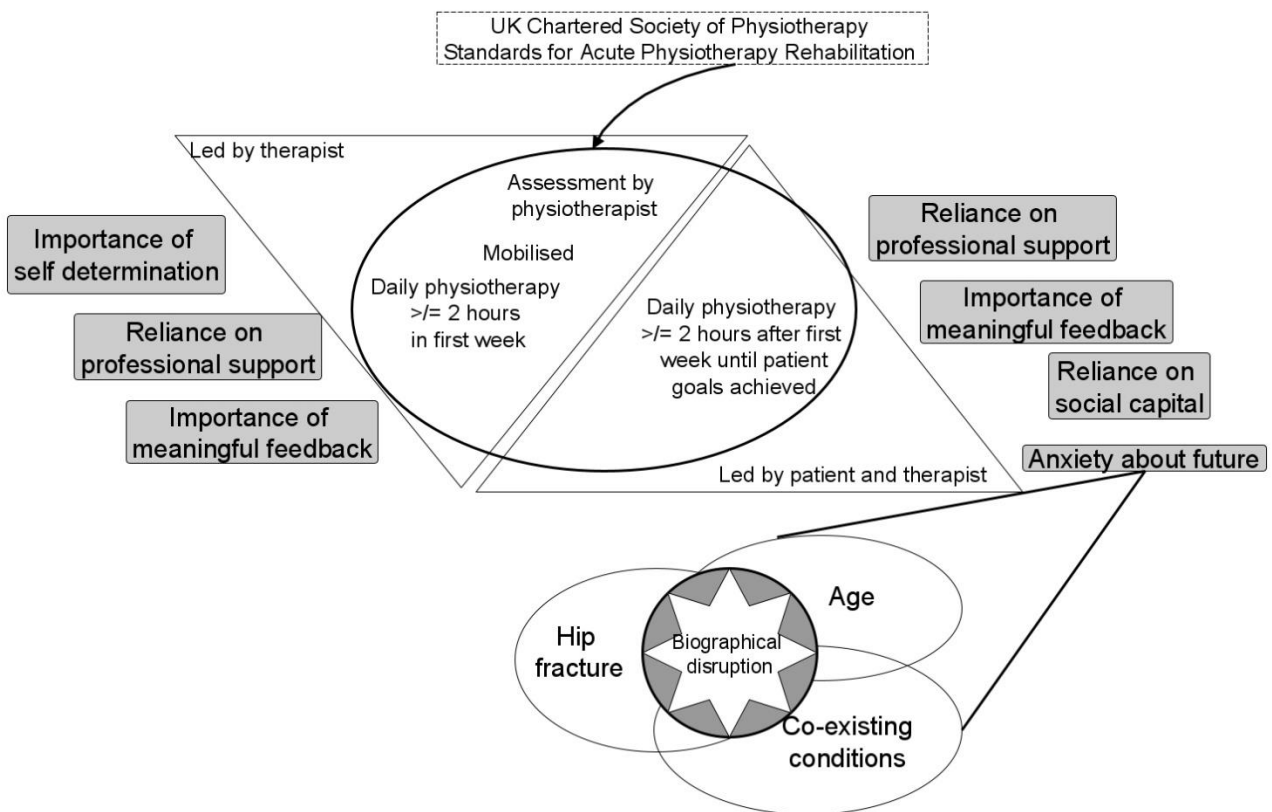 UK Chartered Society of Physiotherapy
Standards for Acute Physiotherapy Rehabilitation
Led by therapist
Assessment by
physiotherapist
Mobilised
Daily physiotherapy
>/= 2 hours
in first week
Daily physiotherapy
>/= 2 hours after first
week until patient
goals achieved
Led by patient and therapist
Importance of
self determination
Reliance on
professional support
Importance of
meaningful feedback
Reliance on
professional support
Importance of
meaningful feedback
Reliance on
social capital
Anxiety about future
Hip
fracture
Biographical
disruption
Age
Co-existing
conditions